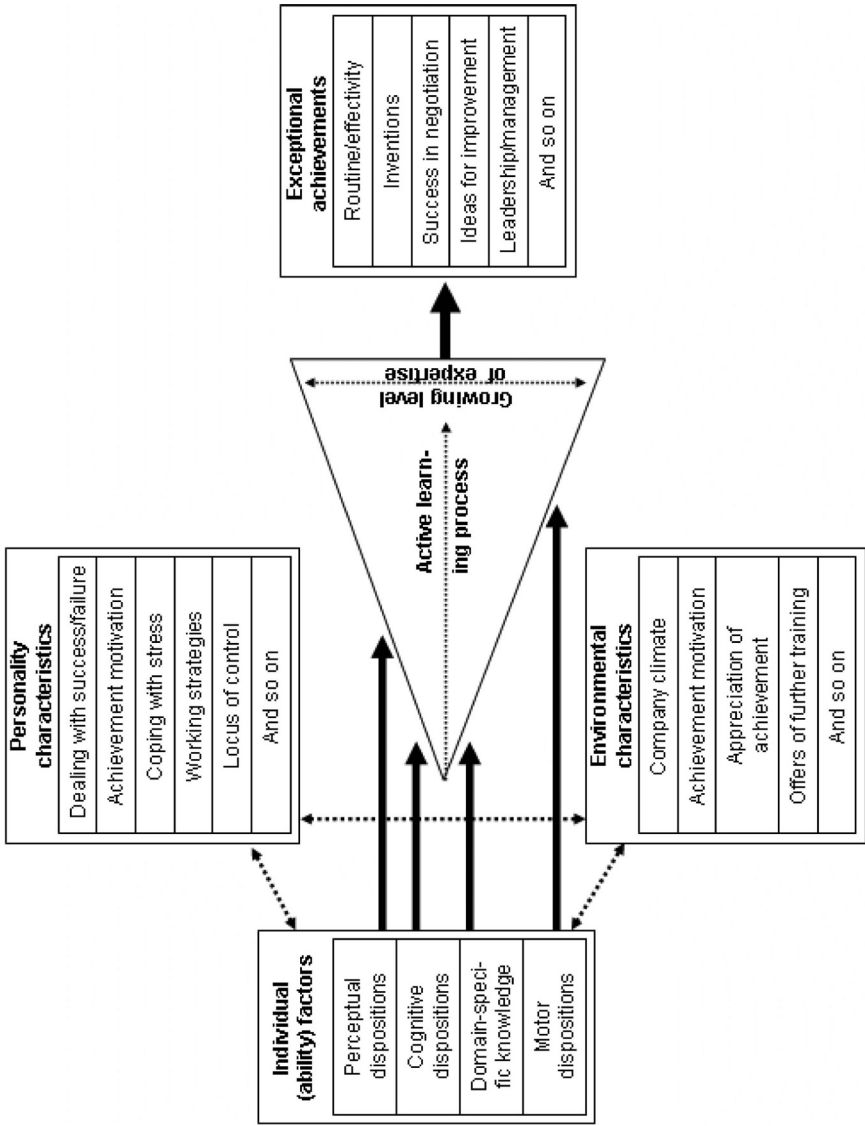 Personality
characteristics
Dealing with success/failure
Achievement motivation
Coping with stress
Working strategies
Locus of control
And so on
Individual
(ability) factors
Perceptual
dispositions
Cognitive
dispositions
Domain-speci-
fic knowledge
Motor
dispositions
Active learn-
ing process
Growing level
of expertise
Exceptional
achievements
Routine/effectivity
Inventions
Success in negotiation
Ideas for improvement
Leadership/management
And so on
Environmental
characteristics
Company climate
Achievement motivation
Appreciation of
achievement
Offers of further training
And so on